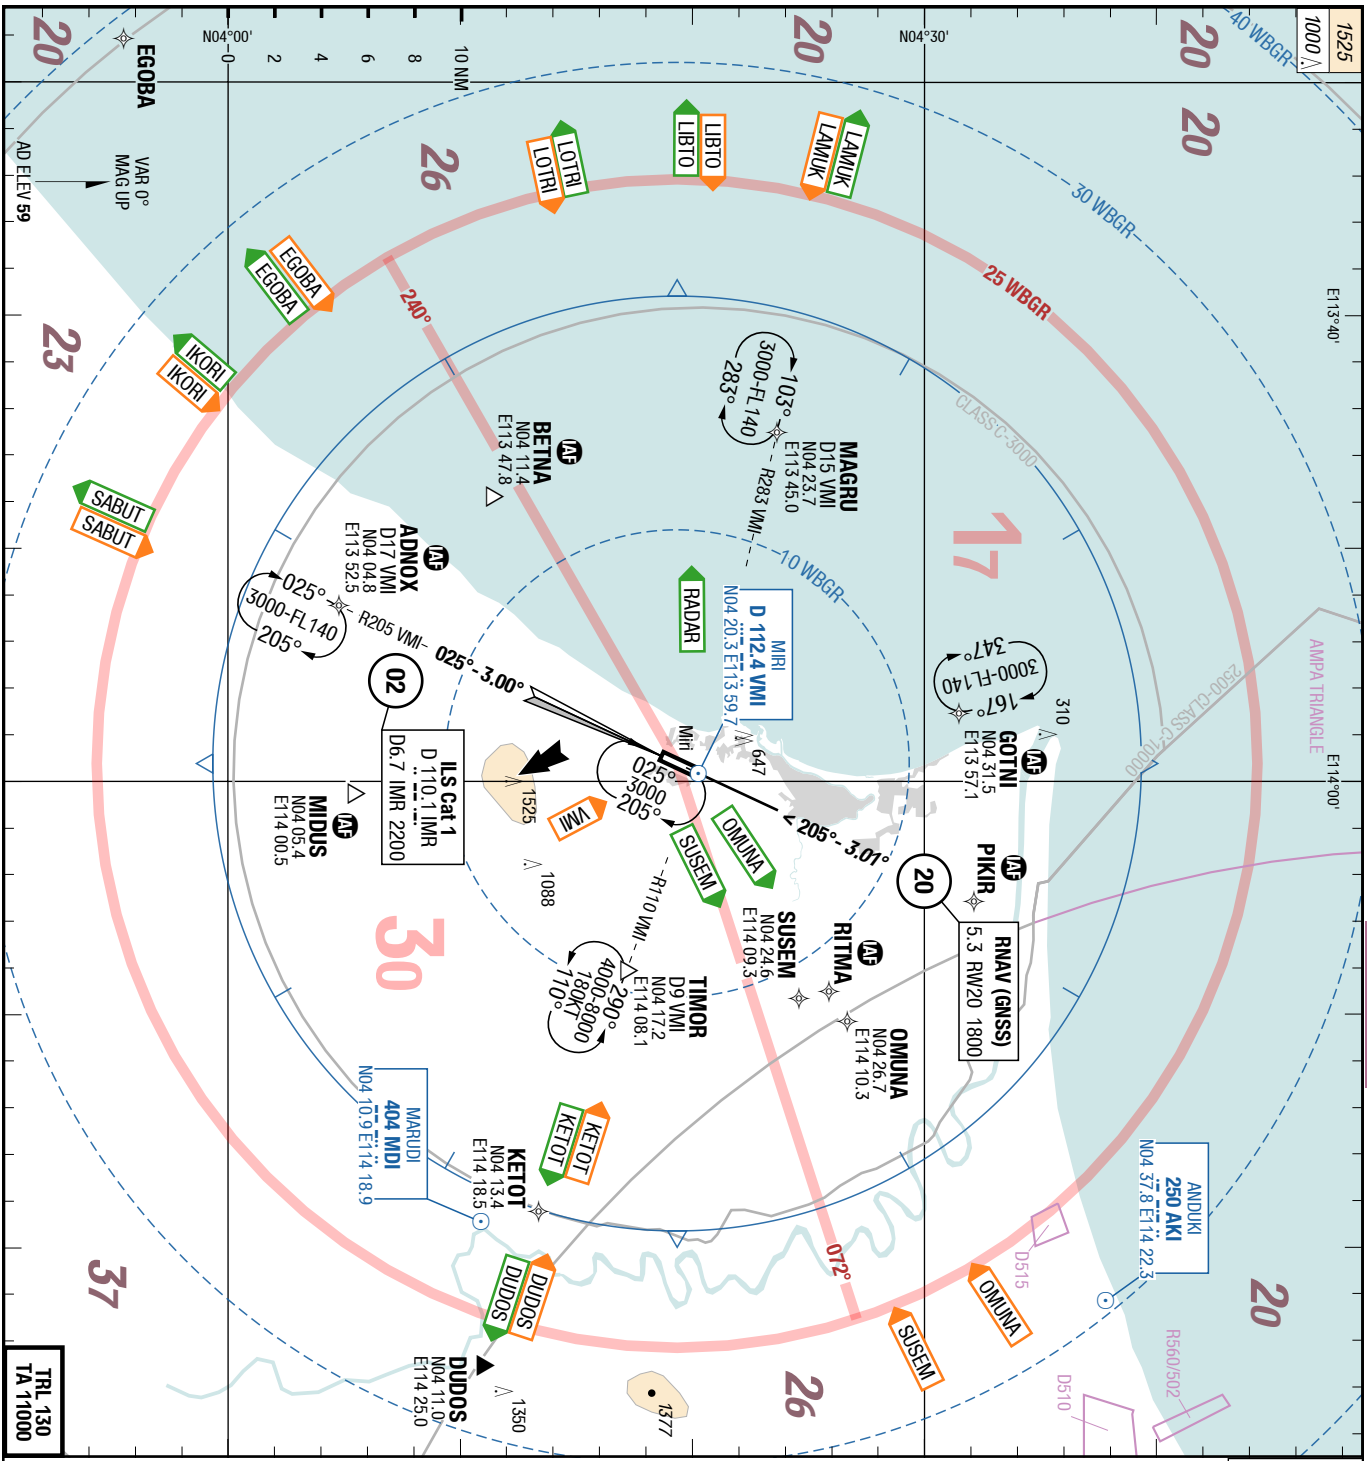 1525
1000
40 WBGR
20
20
20
20
N04°00'
N04°30'
0
2
4
6
8
10 NM
EGOBA
VAR 0°
MAG UP
AD ELEV 59
26
LOTRI
LOTRI
LIBTO
LIBTO
LAMUK
LAMUK
30 WBGR
25 WBGR
E113°40'
EGOBA
EGOBA
240°
23
IKORI
IKORI
SABUT
SABUT
CLASS:C-3000
103°
3000-FL140
283°
MAGRU
D15 VMI
N04 23.7
E113 45.0
R283 VMI
IAF
BETNA
N04 11.4
E113 47.8
17
10 WBGR
IAF
ADNOX
D17 VMI
N04 04.8
E113 52.5
025°
3000-FL140
205°
R205 VMI
025°- 3.00°
RADAR
MIRI
D 112.4 VMI
N04 20.3 E113 59.7
347°
3000-FL140
167°
310
IAF
GOTNI
N04 31.5
E113 57.1
2500-CLASS:C-1000
AMPA TRIANGLE
E114°00'
02
ILS Cat 1
D 110.1 IMR
D6.7 IMR 2200
Miri
647
025°
3000
205°
1525
VMI
IAF
MIDUS
N04 05.4
E114 00.5
1088
OMUNA
SUSEM
< 205°- 3.01°
20
IAF
PIKIR
RNAV (GNSS)
5.3 RW20 1800
30
R110 VMI
SUSEM
N04 24.6
E114 09.3
IAF
RITMA
OMUNA
N04 26.7
E114 10.3
TIMOR
D9 VMI
N04 17.2
E114 08.1
290°
4000-8000
180KT
110°
MARUDI
404 MDI
N04 10.9 E114 18.9
KETOT
KETOT
KETOT
N04 13.4
E114 18.5
ANDUKI
250 AKI
N04 37.8 E114 22.3
D515
072°
OMUNA
SUSEM
DUDOS
DUDOS
37
20
DUDOS
N04 11.0
E114 25.0
1350
1377
26
D510
R560/502
TRL 130
TA 11000